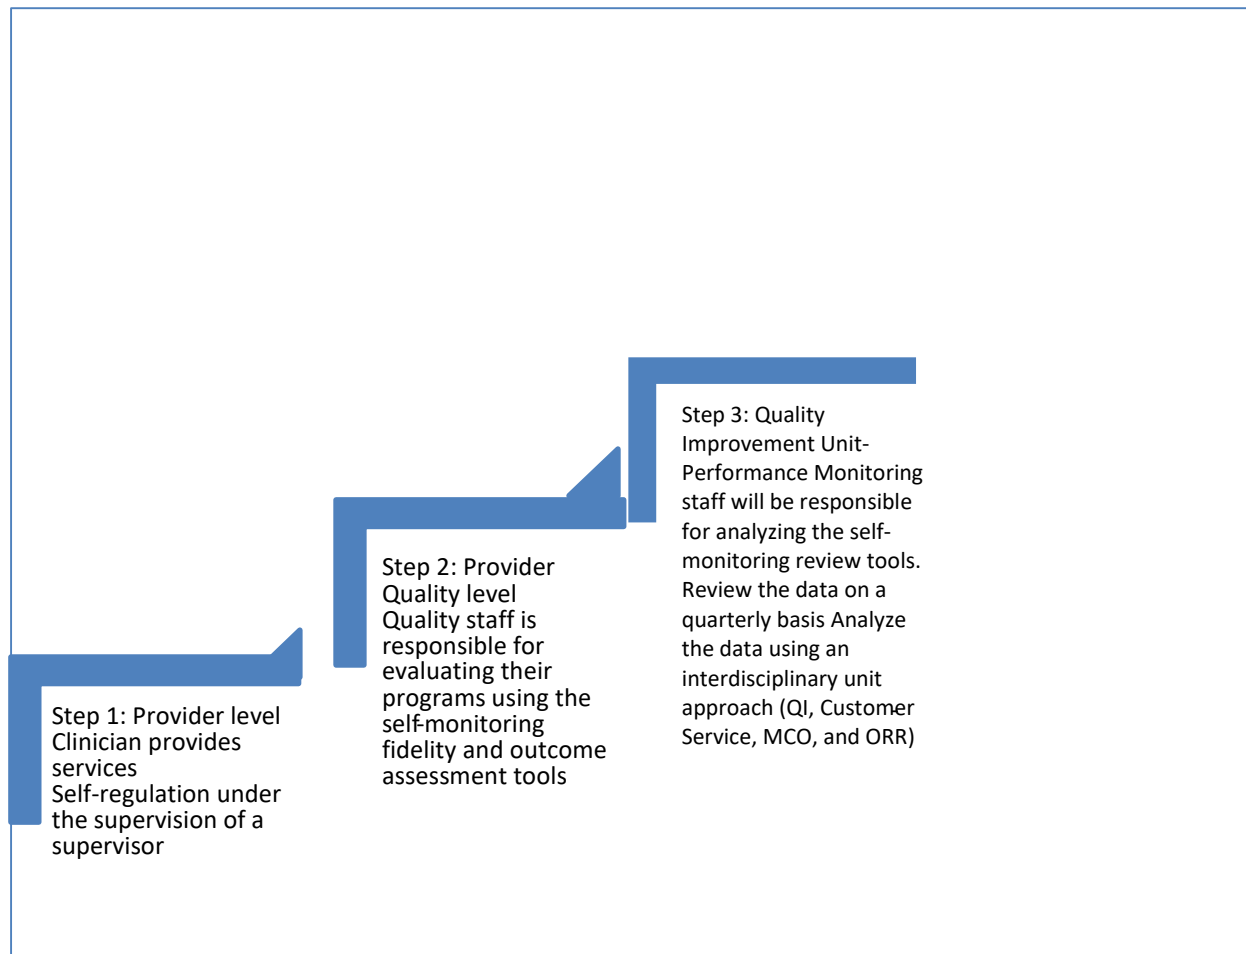 Step 1: Provider level
Clinician provides
services
Self-regulation under
the supervision of a
supervisor
Step 2: Provider
Quality level
Quality staff is
responsible for
evaluating their
programs using the
self-monitoring
fidelity and outcome
assessment tools
Step 3: Quality
Improvement Unit-
Performance Monitoring
staff will be responsible
for analyzing the self-
monitoring review tools.
Review the data on a
quarterly basis Analyze
the data using an
interdisciplinary unit
approach (QI, Customer
Service, MCO, and ORR)